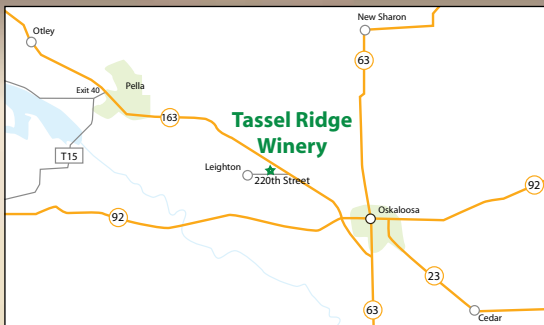 New Sharon
Otley
63
Exit 40
Pella
163
Tassel Ridge
Winery
T15
Leighton
220th Street
92
Oskaloosa
92
23
63
Cedar